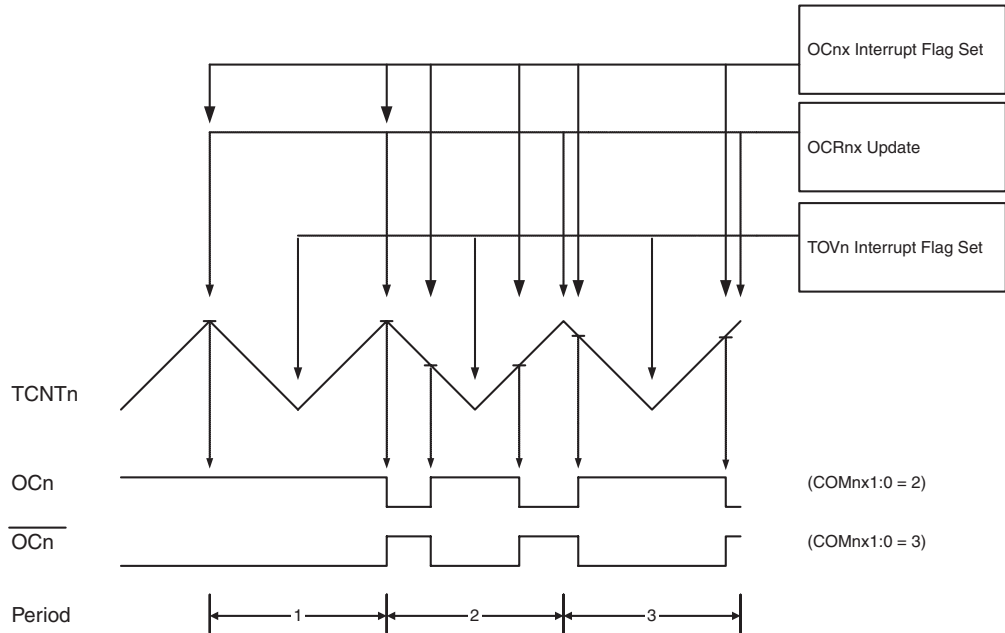 OCnx Interrupt Flag Set
OCRnx Update
TOVn Interrupt Flag Set
TCNTn
OCn
(COMnx1:0 = 2)
OCn
(COMnx1:0 = 3)
Period
1
2
3